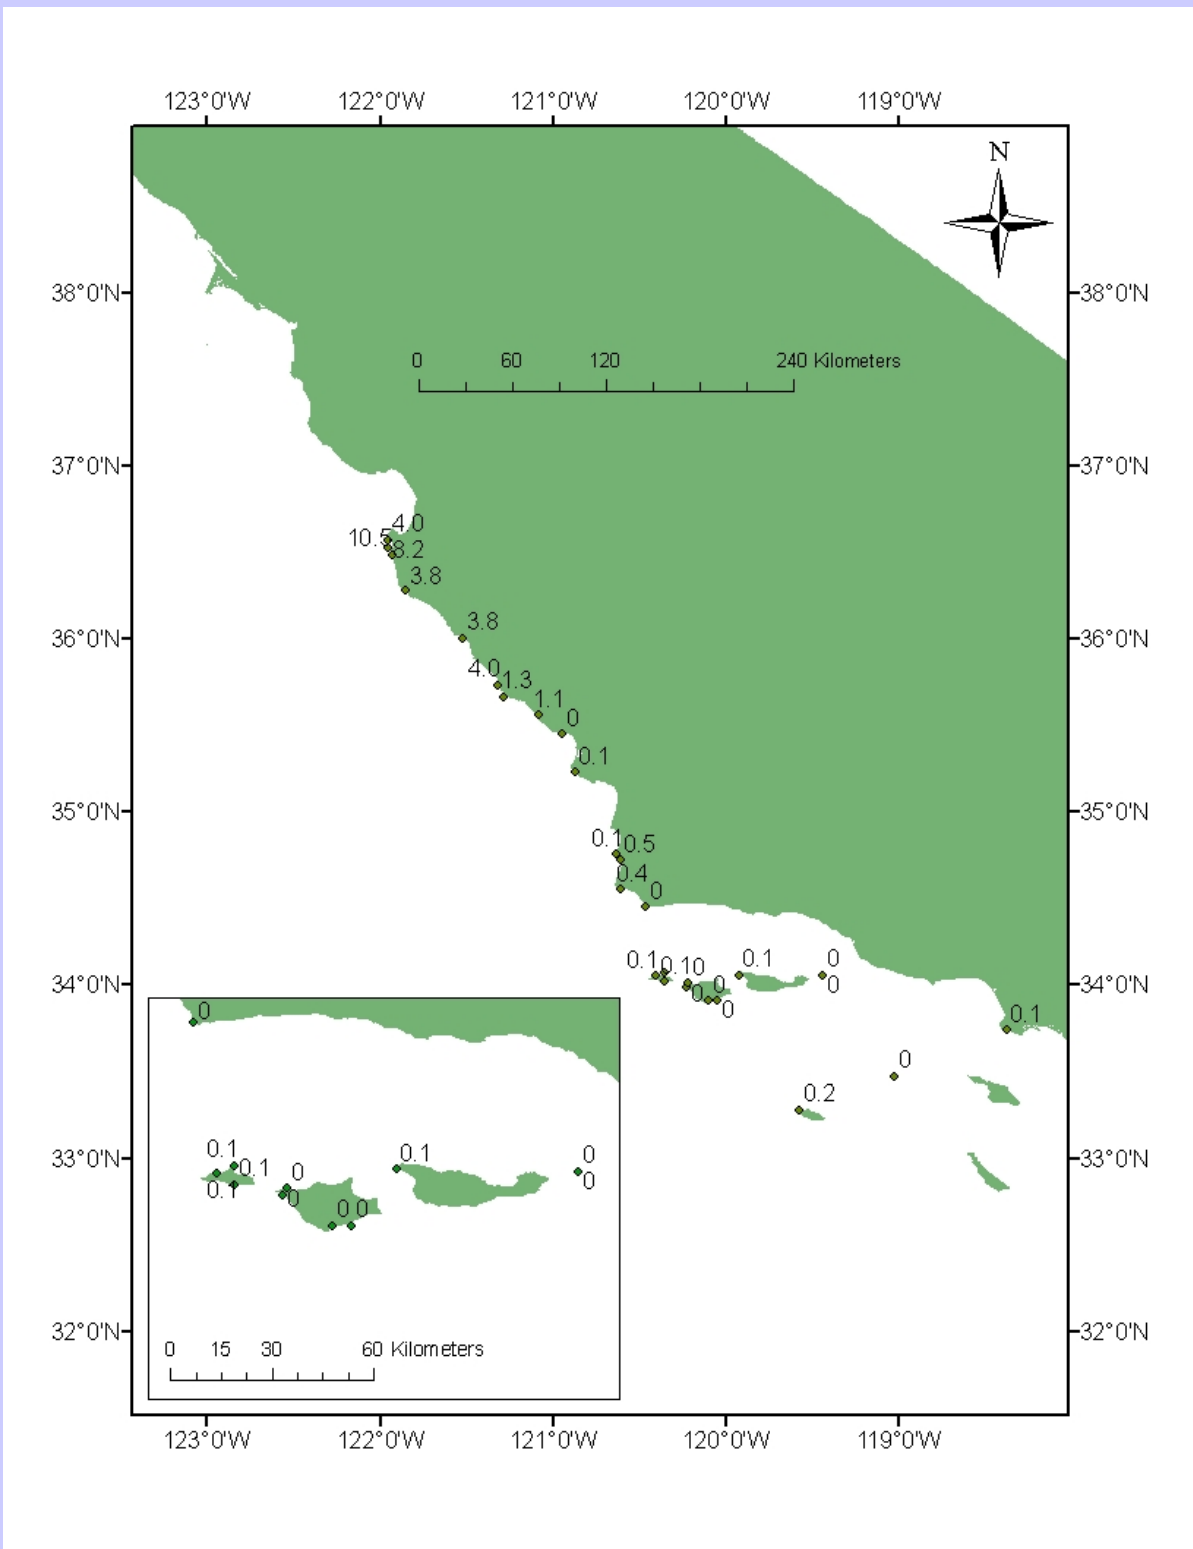 123°0'W 122°0'W 121°0'W 120°0'W 119°0'W
N
38°0'N 38°0'N
0 60 120 240 Kilometers
37°0'N 37°0'N
4.0
10.5
8.2
3.8
3.8
36°0'N 36°0'N
4.0
1.3
1.1
0
0.1
35°0'N 35°0'N
0.1 0.5
0.4
0
0.1 0.1 0 0.1 0
34°0'N 0 0 0 34°0'N
0
0.1
0
0.2
0
33°0'N 33°0'N
0.1 0.1 0
0.1 0 0
0.1 0
0 0
32°0'N 32°0'N
0 15 30 60 Kilometers
123°0'W 122°0'W 121°0'W 120°0'W 119°0'W